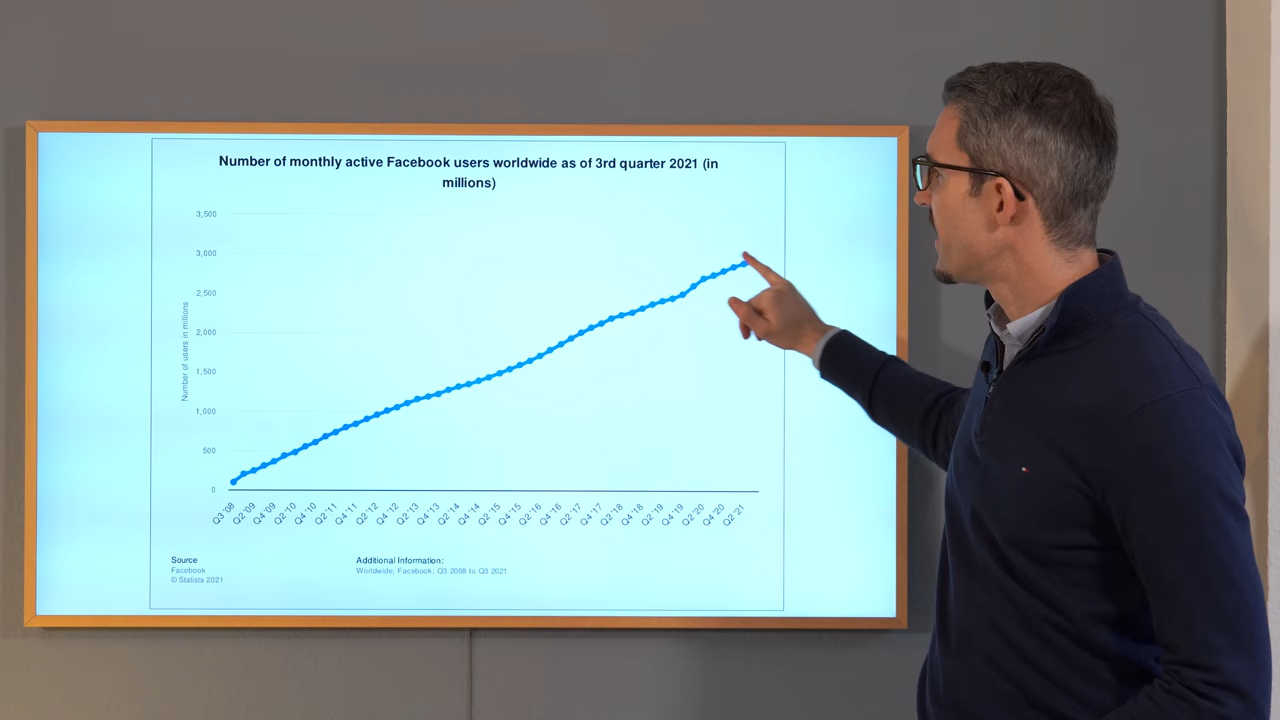 Number of monthly active Facebook users worldwide as of 3rd quarter 2021 (in
millions)
3,500
3,000
2,500
2,000
1,500
1,000
500
0
Number of users in millions
Q3 '08
Q2 '09
Q4 '09
Q2 '10
Q4 '10
Q2 '11
Q4 '11
Q2 '12
Q4 '12
Q2 '13
Q4 '13
Q2 '14
Q4 '14
Q2 '15
Q4 '15
Q2 '16
Q4 '16
Q2 '17
Q4 '17
Q2 '18
Q4 '18
Q2 '19
Q4 '19
Q2 '20
Q4 '20
Q2 '21
Source
Facebook
© Statista 2021
Additional Information:
Worldwide, Facebook, Q3 2008 to Q3 2021